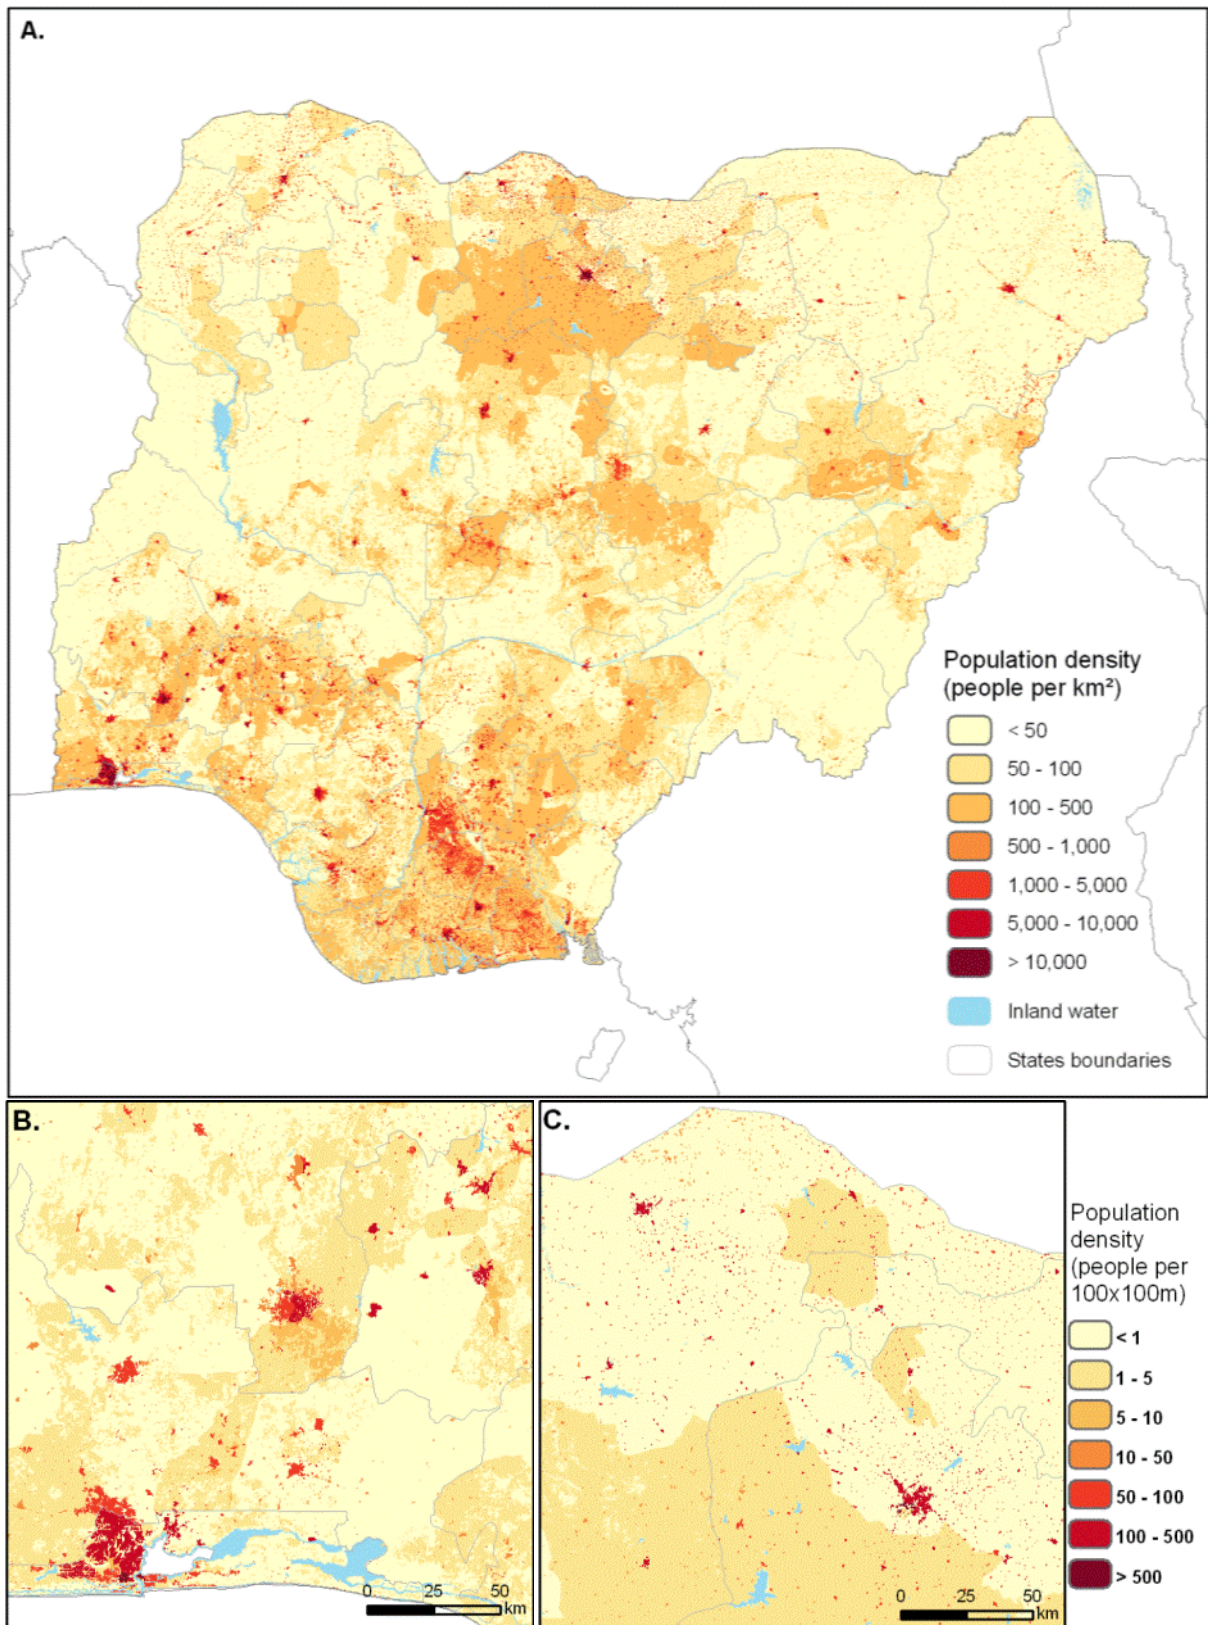 A.
Population density
(people per km²)
< 50
50 - 100
100 - 500
500 - 1,000
1,000 - 5,000
5,000 - 10,000
> 10,000
Inland water
States boundaries
B.
0 25 50
km
C.
0 25 50
km
Population
density
(people per
100x100m)
< 1
1 - 5
5 - 10
10 - 50
50 - 100
100 - 500
> 500